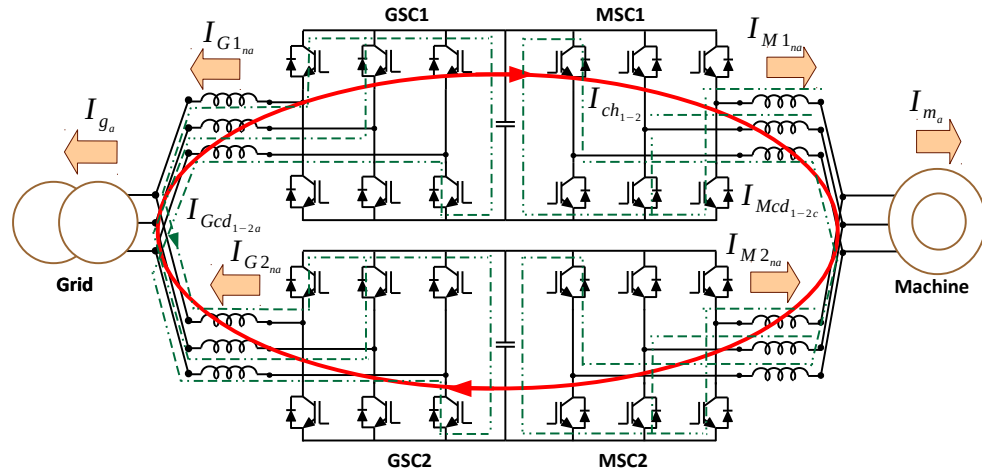 GSC1 MSC1
I_{G1_{na}} I_{M1_{na}}
I_{g_a} I_{ch_{1-2}} I_{m_a}
I_{Gcd_{1-2a}} I_{Mcd_{1-2c}}
I_{G2_{na}} I_{M2_{na}}
Grid Machine
GSC2 MSC2